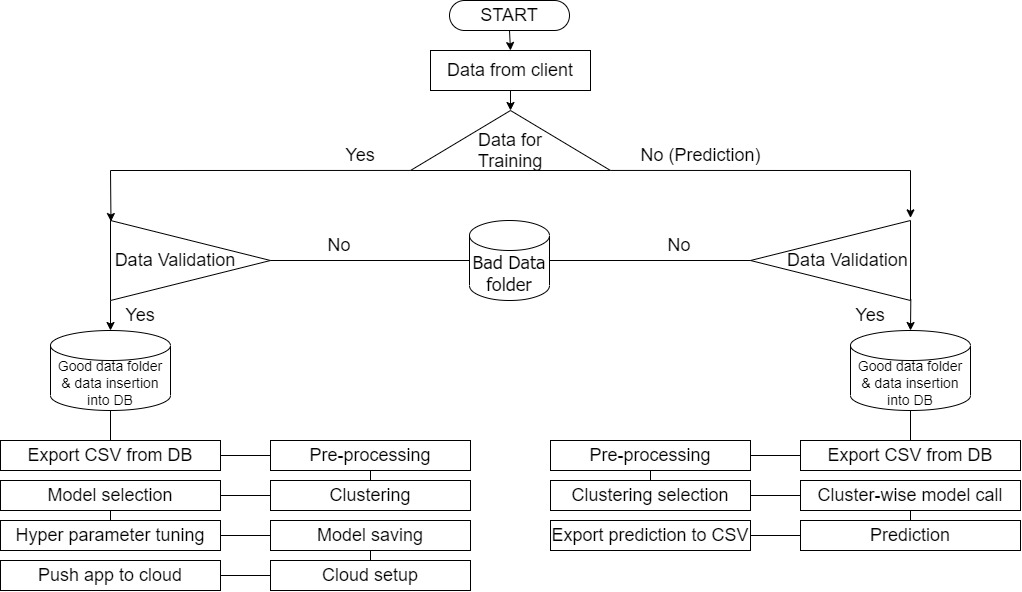 START
Data from client
Data for
Training
Yes
No (Prediction)
Data Validation
No
Bad Data
folder
No
Data Validation
Yes
Yes
Good data folder
& data insertion
into DB
Good data folder
& data insertion
into DB
Export CSV from DB
Pre-processing
Pre-processing
Export CSV from DB
Model selection
Clustering
Clustering selection
Cluster-wise model call
Hyper parameter tuning
Model saving
Export prediction to CSV
Prediction
Push app to cloud
Cloud setup